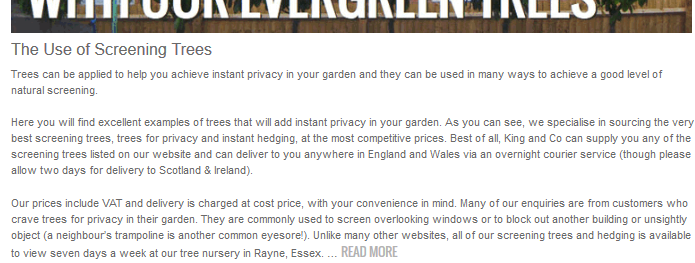 WITH OUR EVERGREEN TREES
The Use of Screening Trees
Trees can be applied to help you achieve instant privacy in your garden and they can be used in many ways to achieve a good level of
natural screening.
Here you will find excellent examples of trees that will add instant privacy in your garden. As you can see, we specialise in sourcing the very
best screening trees, trees for privacy and instant hedging, at the most competitive prices. Best of all, King and Co can supply you any of the
screening trees listed on our website and can deliver to you anywhere in England and Wales via an overnight courier service (though please
allow two days for delivery to Scotland & Ireland).
Our prices include VAT and delivery is charged at cost price, with your convenience in mind. Many of our enquiries are from customers who
crave trees for privacy in their garden. They are commonly used to screen overlooking windows or to block out another building or unsightly
object (a neighbour's trampoline is another common eyesore!). Unlike many other websites, all of our screening trees and hedging is available
to view seven days a week at our tree nursery in Rayne, Essex. ... READ MORE